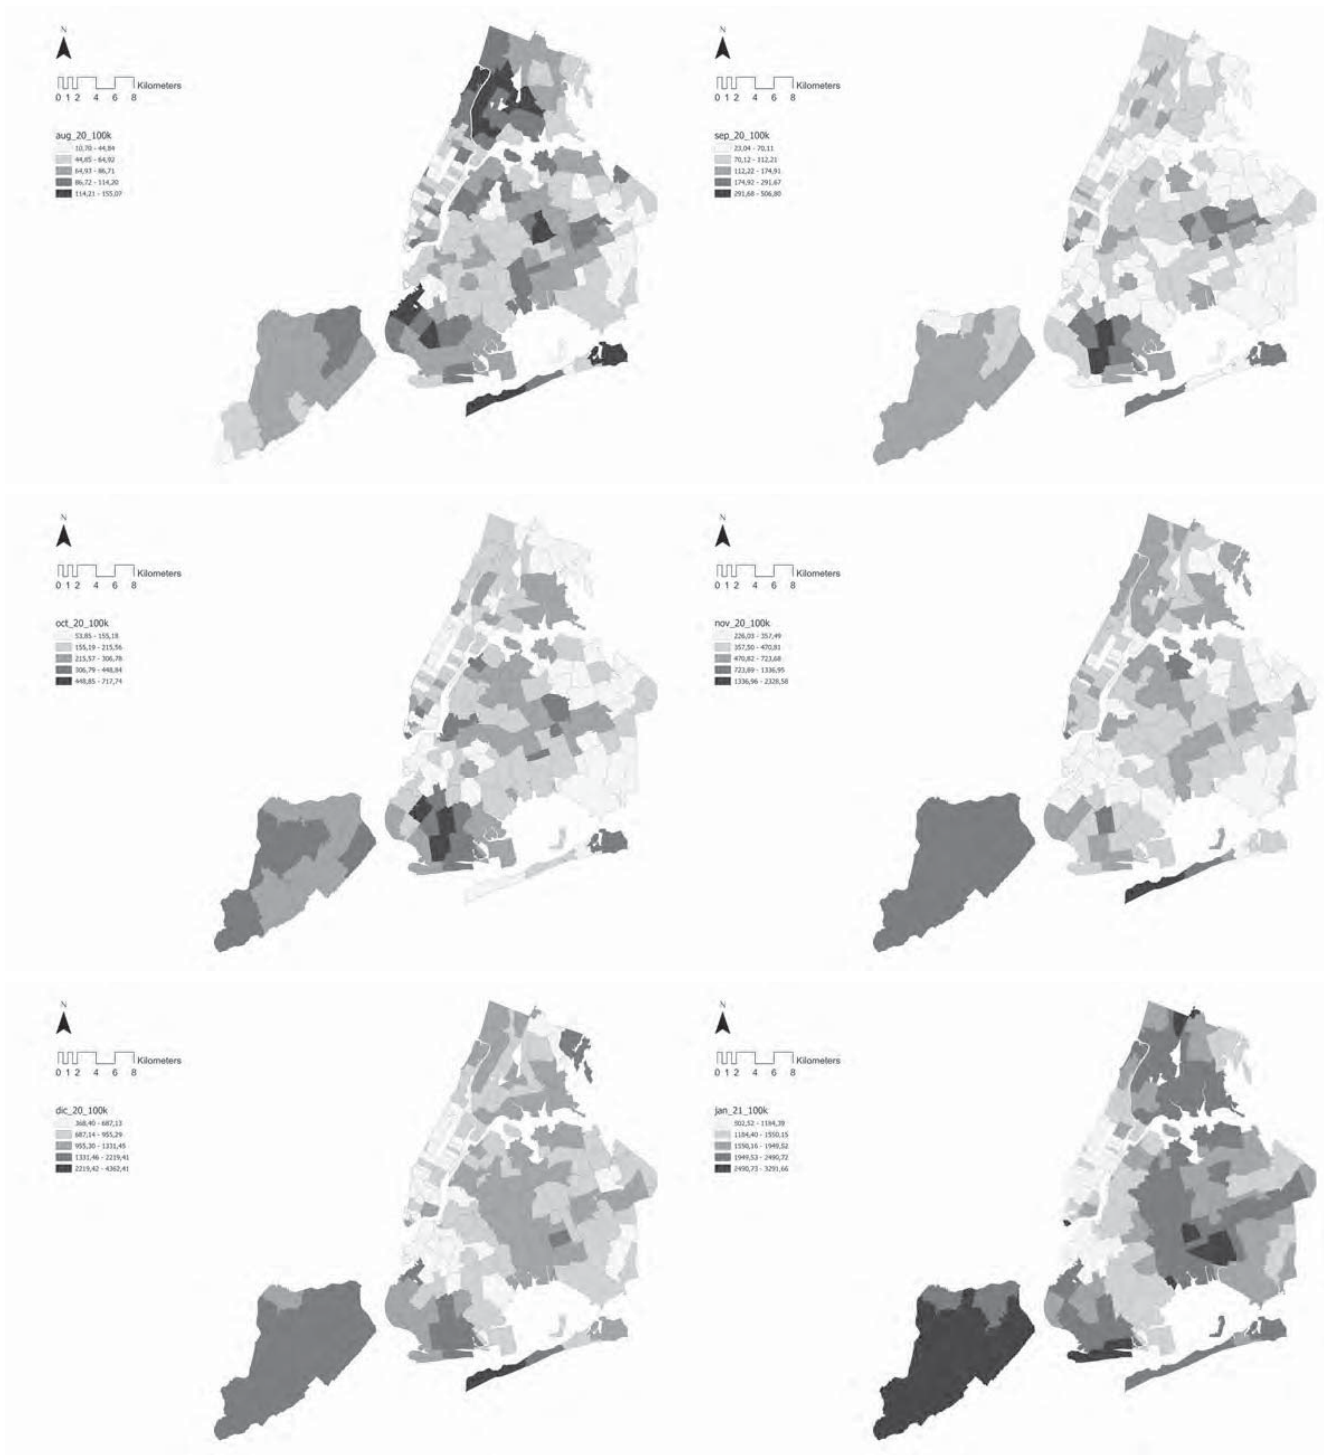 N
Kilometers
0 1 2 4 6 8
aug_20_100k
10,70 - 44,84
44,85 - 64,92
64,93 - 86,71
86,72 - 114,20
114,21 - 155,07
N
Kilometers
0 1 2 4 6 8
sep_20_100k
23,04 - 70,11
70,12 - 112,21
112,22 - 174,91
174,92 - 291,67
291,68 - 506,80
N
Kilometers
0 1 2 4 6 8
oct_20_100k
53,85 - 155,18
155,19 - 215,56
215,57 - 306,78
306,79 - 448,84
448,85 - 717,74
N
Kilometers
0 1 2 4 6 8
nov_20_100k
226,03 - 357,49
357,50 - 470,81
470,82 - 723,68
723,69 - 1336,95
1336,96 - 2328,58
N
Kilometers
0 1 2 4 6 8
dic_20_100k
368,40 - 687,13
687,14 - 955,29
955,30 - 1331,45
1331,46 - 2219,41
2219,42 - 4362,41
N
Kilometers
0 1 2 4 6 8
jan_21_100k
502,52 - 1184,39
1184,40 - 1550,15
1550,16 - 1949,52
1949,53 - 2490,72
2490,73 - 3291,66